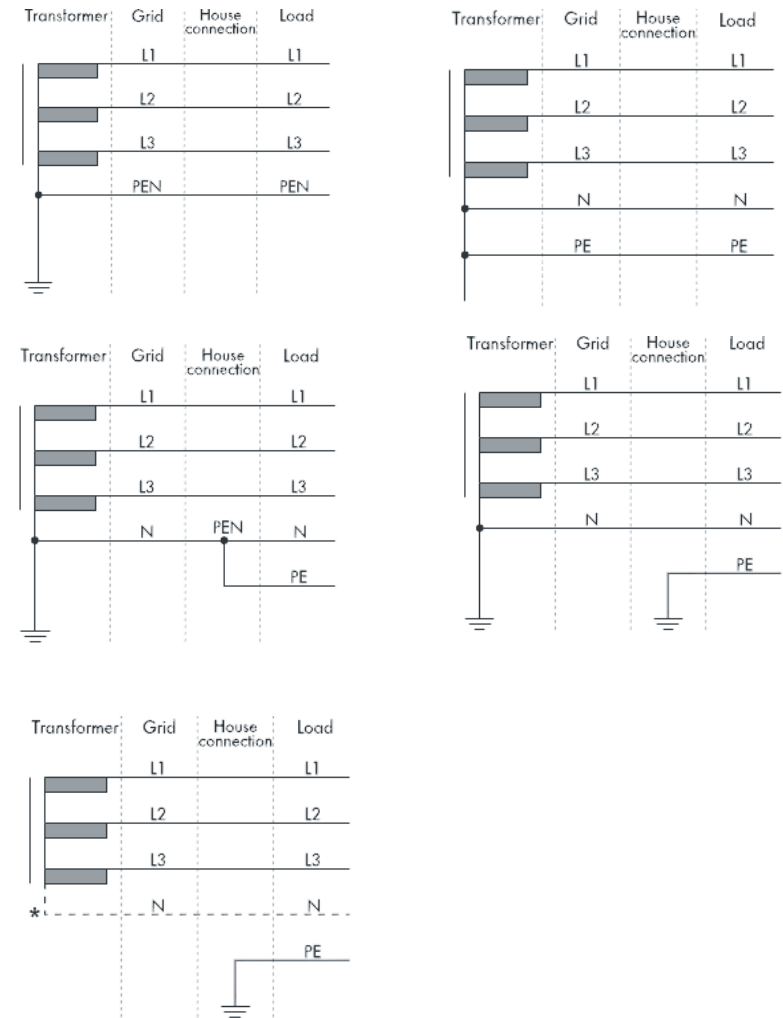 Transformer Grid House connection Load
L1 L1
L2 L2
L3 L3
PEN PEN
Transformer Grid House connection Load
L1 L1
L2 L2
L3 L3
N N
PE PE
Transformer Grid House connection Load
L1 L1
L2 L2
L3 L3
N PEN N
PE
Transformer Grid House connection Load
L1 L1
L2 L2
L3 L3
N N
PE
Transformer Grid House connection Load
L1 L1
L2 L2
L3 L3
* N N
PE